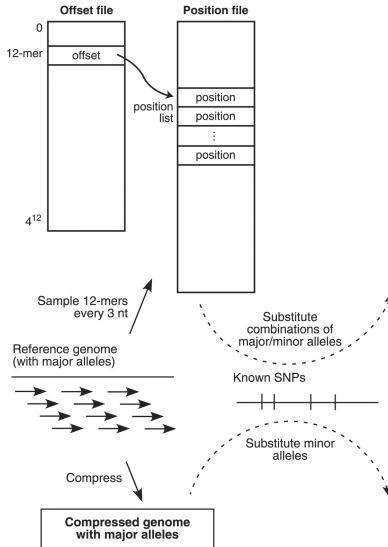 Offset file
Position file
0
12-mer
offset
position
list
position
position
⋮
position
4¹²
Sample 12-mers
every 3 nt
Substitute
combinations of
major/minor alleles
Reference genome
(with major alleles)
Known SNPs
Substitute minor
alleles
Compress
Compressed genome
with major alleles